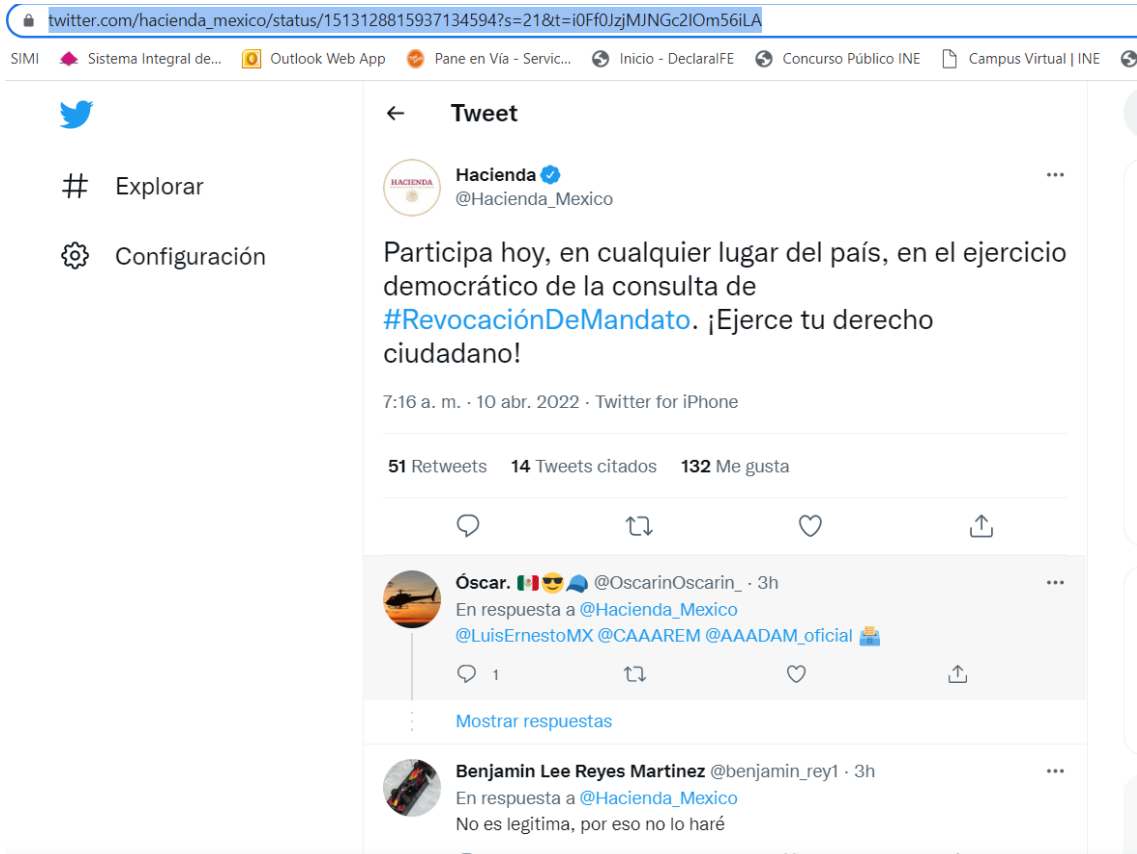 twitter.com/hacienda_mexico/status/1513128815937134594?s=21&t=i0Ff0JzjMJNGc2lOm56iLA
SIMI Sistema Integral de... Outlook Web App Pane en Vía - Servic... Inicio - DeclaraIFE Concurso Público INE Campus Virtual | INE
Tweet
Explorar
Configuración
HACIENDA
Hacienda
@Hacienda_Mexico
Participa hoy, en cualquier lugar del país, en el ejercicio
democrático de la consulta de
#RevocaciónDeMandato. ¡Ejerce tu derecho
ciudadano!
7:16 a. m. · 10 abr. 2022 · Twitter for iPhone
51 Retweets 14 Tweets citados 132 Me gusta
Óscar. 🇲🇽😎🧢 @OscarinOscarin_ · 3h
En respuesta a @Hacienda_Mexico
@LuisErnestoMX @CAAAREM @AAADAM_oficial 🗳
1
Mostrar respuestas
Benjamin Lee Reyes Martinez @benjamin_rey1 · 3h
En respuesta a @Hacienda_Mexico
No es legitima, por eso no lo haré